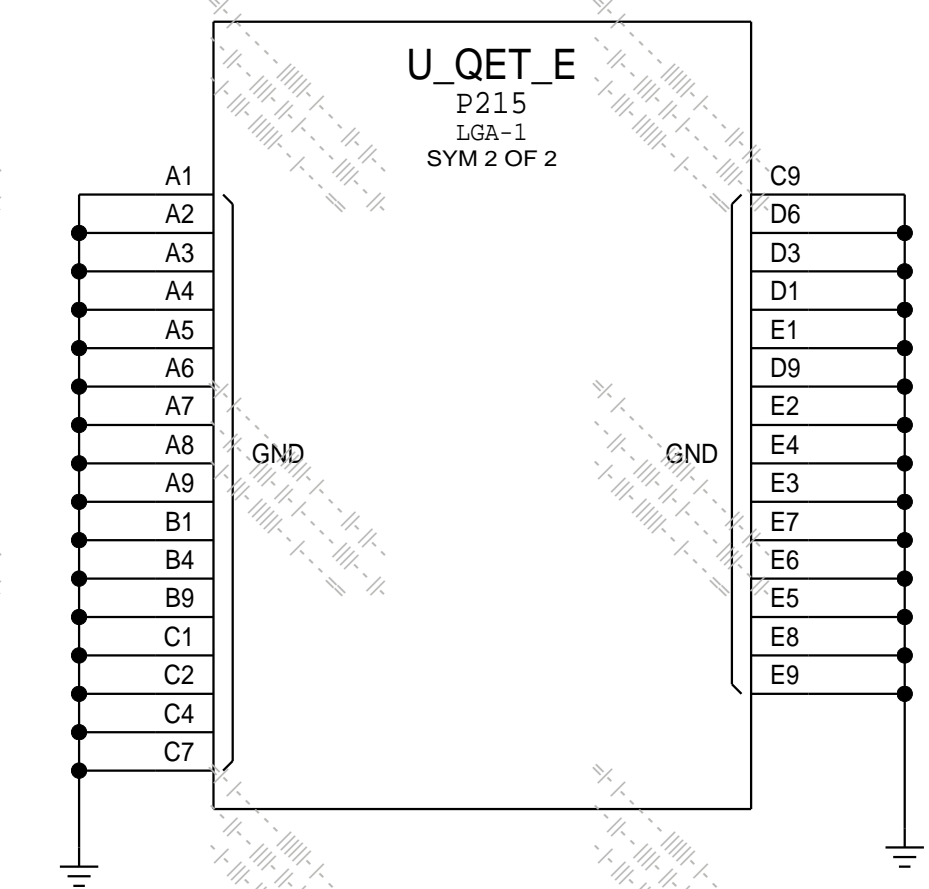 U_QET_E
P215
LGA-1
SYM 2 OF 2
A1
A2
A3
A4
A5
A6
A7
A8
A9
B1
B4
B9
C1
C2
C4
C7
GND
GND
C9
D6
D3
D1
E1
D9
E2
E4
E3
E7
E6
E5
E8
E9